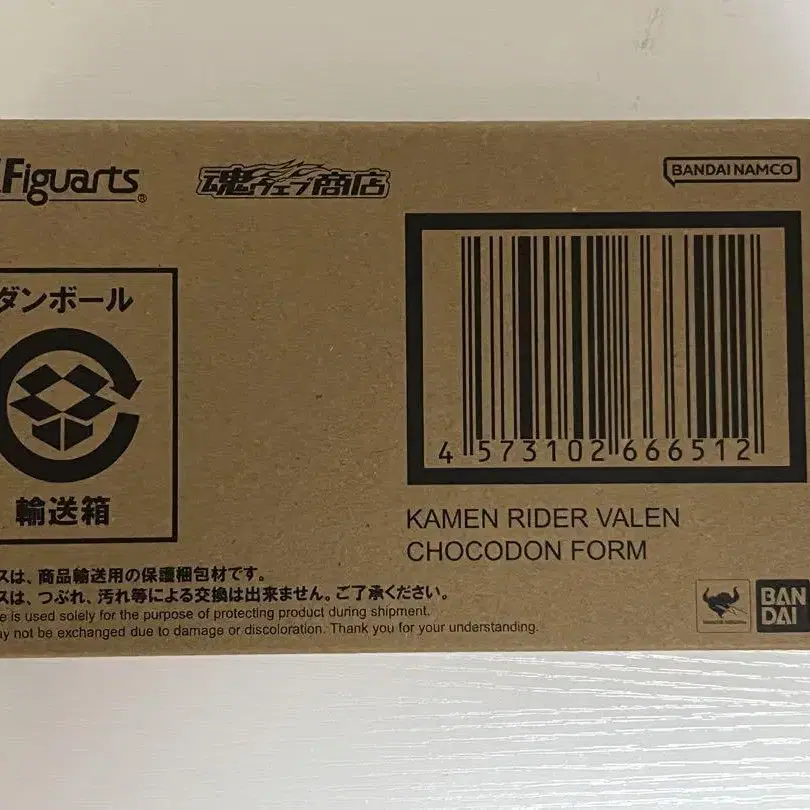 Figuarts®
魂ウェブ商店
BANDAI NAMCO
ダンボール
輸送箱
4 573102 666512
KAMEN RIDER VALEN
CHOCODON FORM
スは、商品輸送用の保護梱包材です。
スは、つぶれ、汚れ等による交換は出来ません。ご了承ください。
e is used solely for the purpose of protecting product during shipment.
ay not be exchanged due to damage or discoloration. Thank you for your understanding.
BAN
DAI